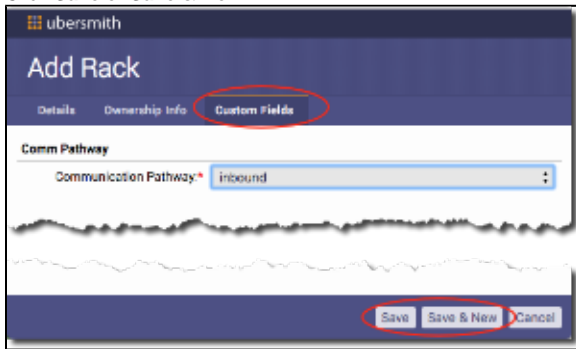 ubersmith
Add Rack
Details Ownership Info Custom Fields
Comm Pathway
Communication Pathway:* inbound
Save Save & New Cancel